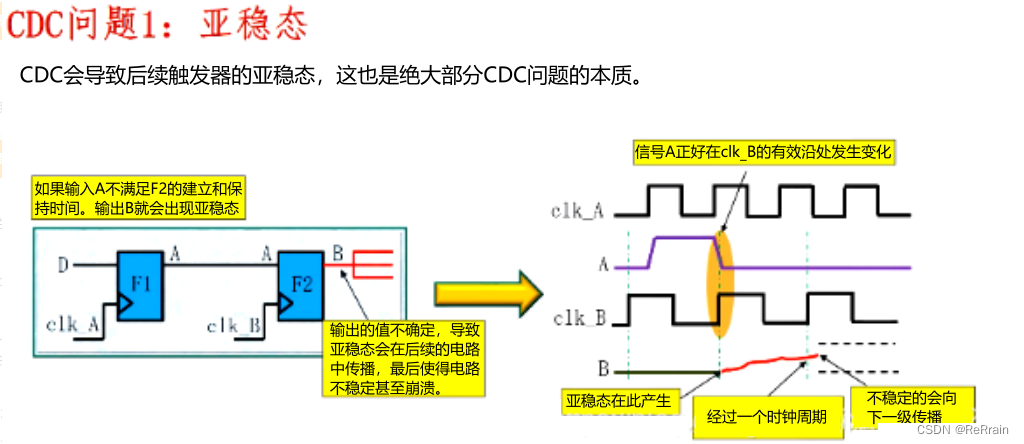 CDC问题1：亚稳态
CDC会导致后续触发器的亚稳态，这也是绝大部分CDC问题的本质。
如果输入A不满足F2的建立和保
持时间。输出B就会出现亚稳态
D
F1
A
A
F2
B
clk_A
clk_B
输出的值不确定，导致
亚稳态会在后续的电路
中传播，最后使得电路
不稳定甚至崩溃。
信号A正好在clk_B的有效沿处发生变化
clk_A
A
clk_B
B
亚稳态在此产生
经过一个时钟周期
不稳定的会向
下一级传播
CSDN @ReRrain